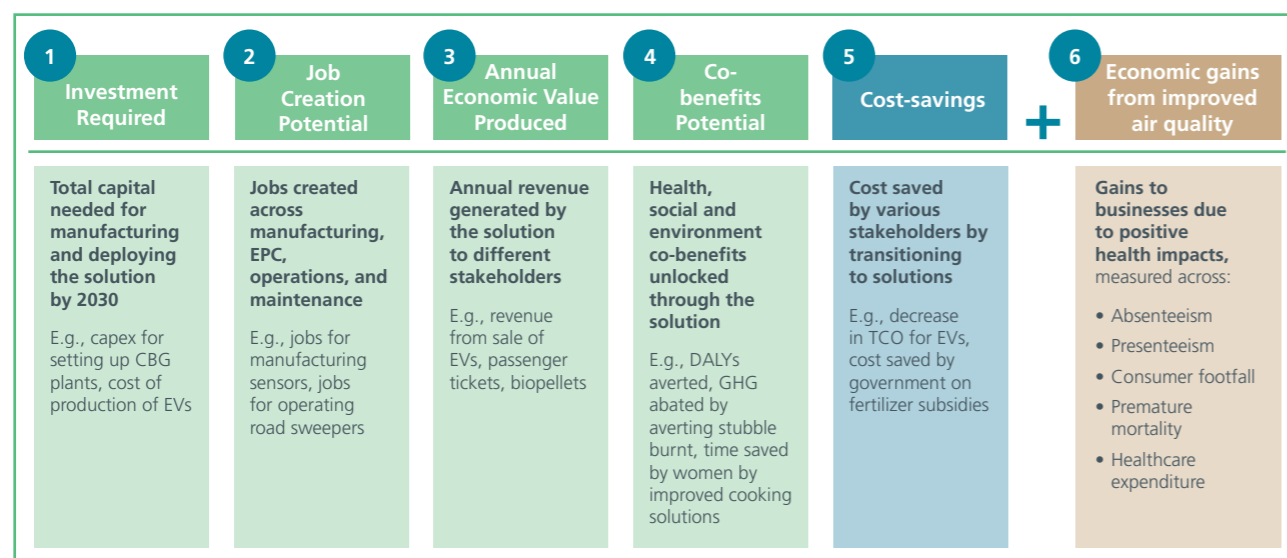 1
Investment
Required
Total capital
needed for
manufacturing
and deploying
the solution
by 2030
E.g., capex for
setting up CBG
plants, cost of
production of EVs
2
Job
Creation
Potential
Jobs created
across
manufacturing,
EPC,
operations, and
maintenance
E.g., jobs for
manufacturing
sensors, jobs
for operating
road sweepers
3
Annual
Economic Value
Produced
Annual revenue
generated by
the solution
to different
stakeholders
E.g., revenue
from sale of
EVs, passenger
tickets, biopellets
4
Co-
benefits
Potential
Health,
social and
environment
co-benefits
unlocked
through the
solution
E.g., DALYs
averted, GHG
abated by
averting stubble
burnt, time saved
by women by
improved cooking
solutions
5
Cost-savings
Cost saved
by various
stakeholders by
transitioning
to solutions
E.g., decrease
in TCO for EVs,
cost saved by
government on
fertilizer subsidies
+
6
Economic gains
from improved
air quality
Gains to
businesses due
to positive
health impacts,
measured across:
• Absenteeism
• Presenteeism
• Consumer footfall
• Premature
mortality
• Healthcare
expenditure